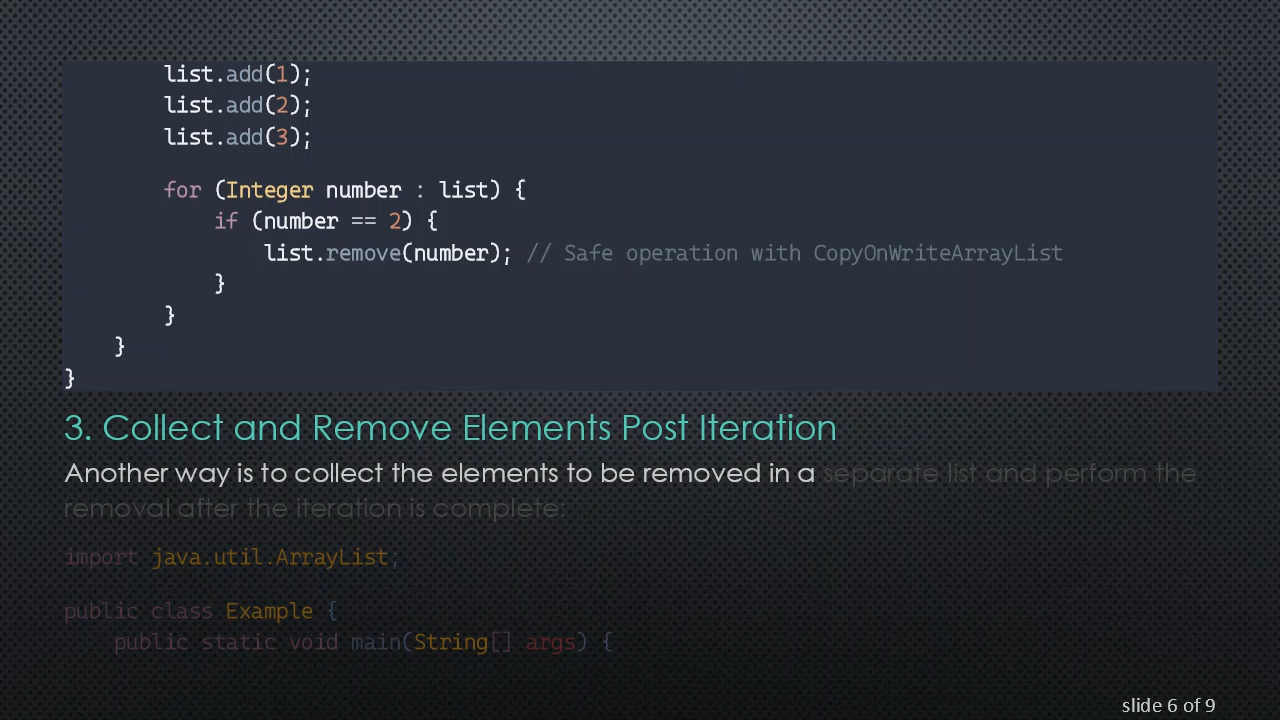 list.add(1);
list.add(2);
list.add(3);
for (Integer number : list) {
if (number == 2) {
list.remove(number); // Safe operation with CopyOnWriteArrayList
}
}
}
}
3. Collect and Remove Elements Post Iteration
Another way is to collect the elements to be removed in a separate list and perform the
removal after the iteration is complete:
import java.util.ArrayList;
public class Example {
public static void main(String[] args) {
slide 6 of 9